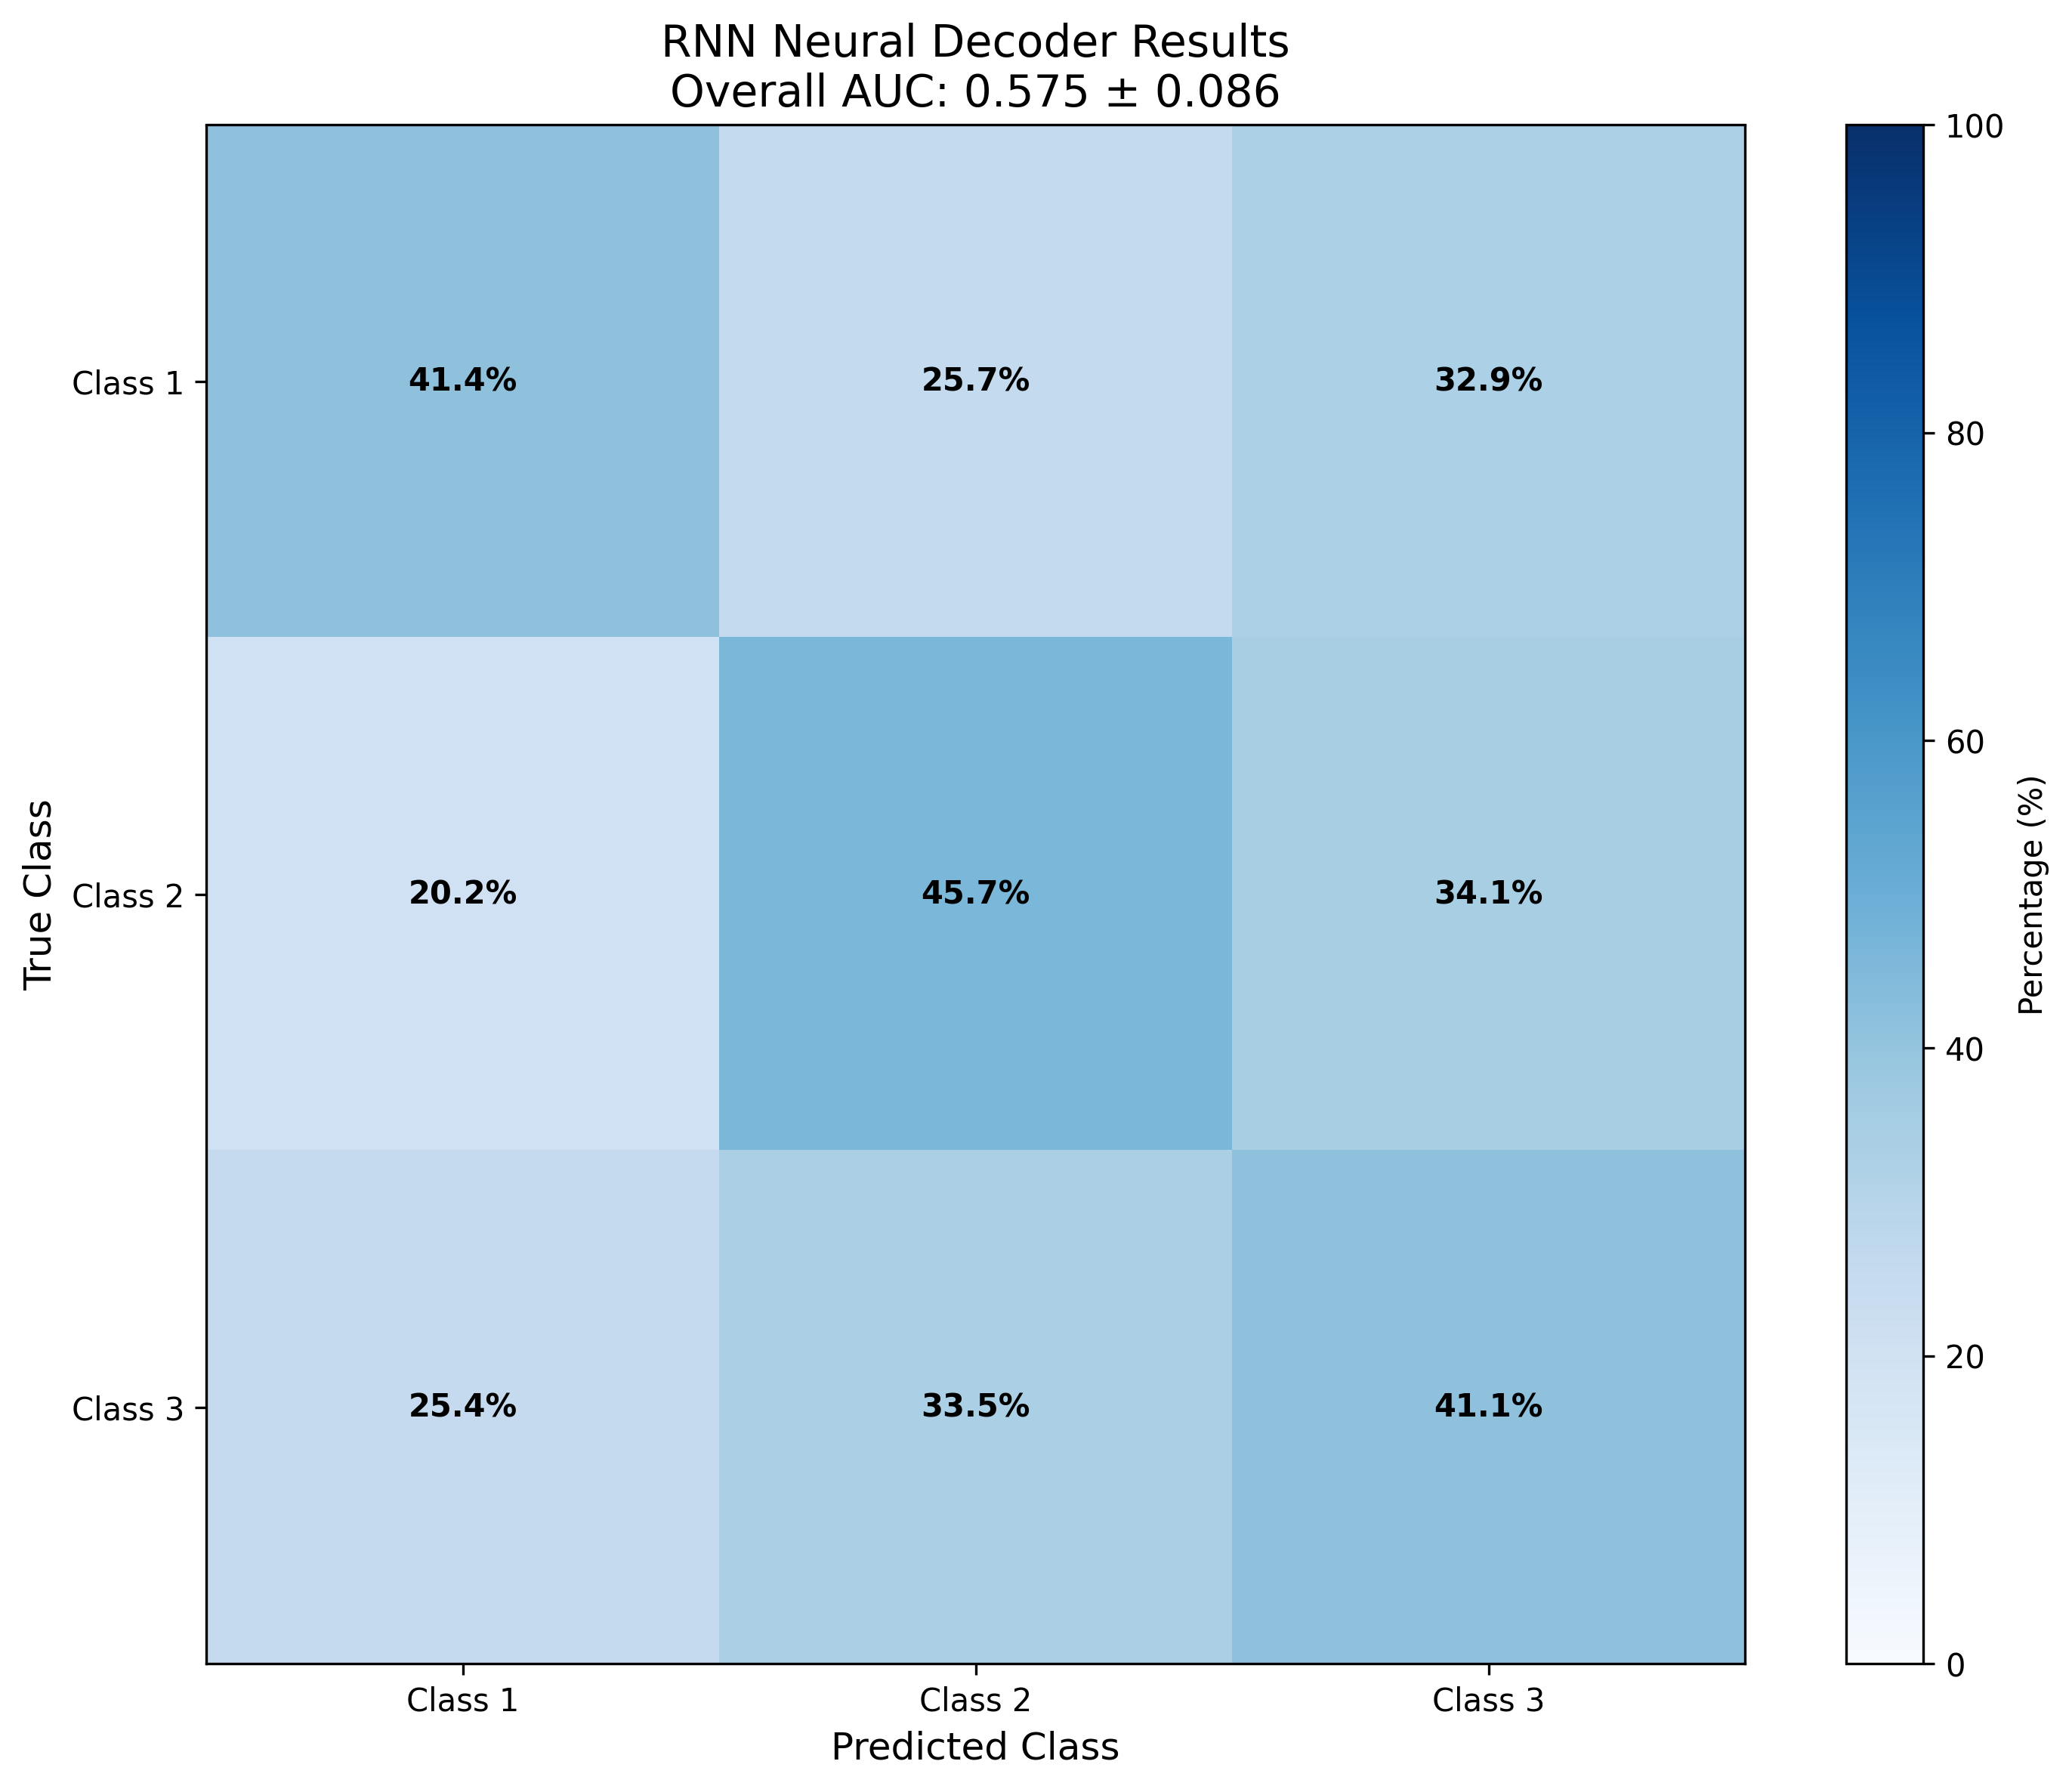 RNN Neural Decoder Results
Overall AUC: 0.575 ± 0.086
True Class
Class 1
41.4%
25.7%
32.9%
Class 2
20.2%
45.7%
34.1%
Class 3
25.4%
33.5%
41.1%
Class 1
Class 2
Class 3
Predicted Class
100
80
60
40
20
0
Percentage (%)